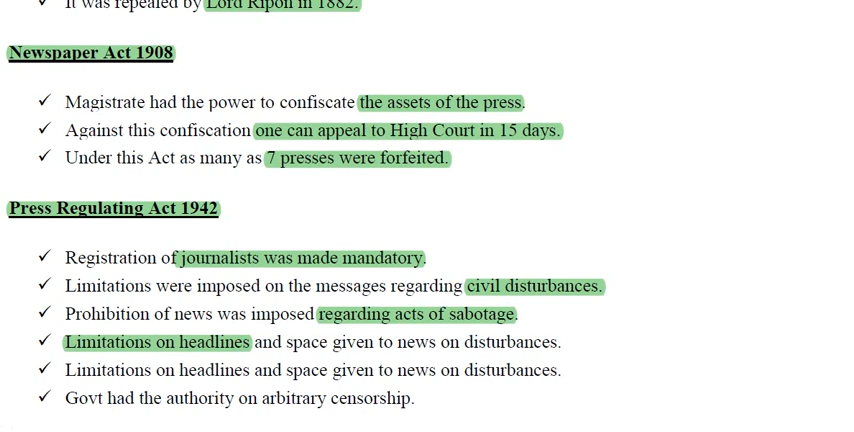 ✓ It was repealed by Lord Ripon in 1882.
Newspaper Act 1908
✓ Magistrate had the power to confiscate the assets of the press.
✓ Against this confiscation one can appeal to High Court in 15 days.
✓ Under this Act as many as 7 presses were forfeited.
Press Regulating Act 1942
✓ Registration of journalists was made mandatory.
✓ Limitations were imposed on the messages regarding civil disturbances.
✓ Prohibition of news was imposed regarding acts of sabotage.
✓ Limitations on headlines and space given to news on disturbances.
✓ Limitations on headlines and space given to news on disturbances.
✓ Govt had the authority on arbitrary censorship.